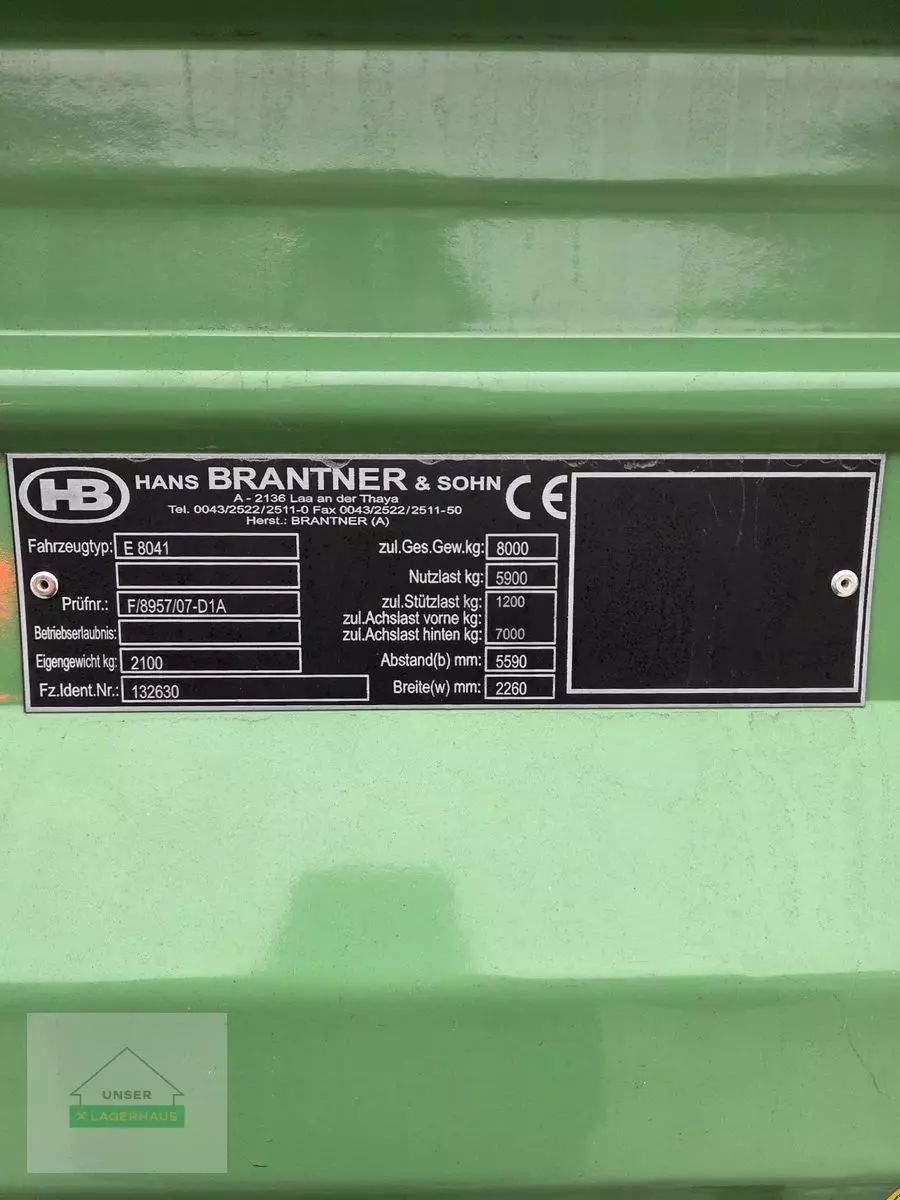 HB
HANS BRANTNER & SOHN
A - 2136 Laa an der Thaya
Tel. 0043/2522/2511-0 Fax 0043/2522/2511-50
Herst.: BRANTNER (A)
CE
Fahrzeugtyp: E 8041
Prüfnr.: F/8957/07-D1A
Betriebserlaubnis:
Eigengewicht kg: 2100
Fz.Ident.Nr.: 132630
zul.Ges.Gew.kg: 8000
Nutzlast kg: 5900
zul.Stützlast kg: 1200
zul.Achslast vorne kg:
zul.Achslast hinten kg: 7000
Abstand(b) mm: 5590
Breite(w) mm: 2260
UNSER
X LAGERHAUS